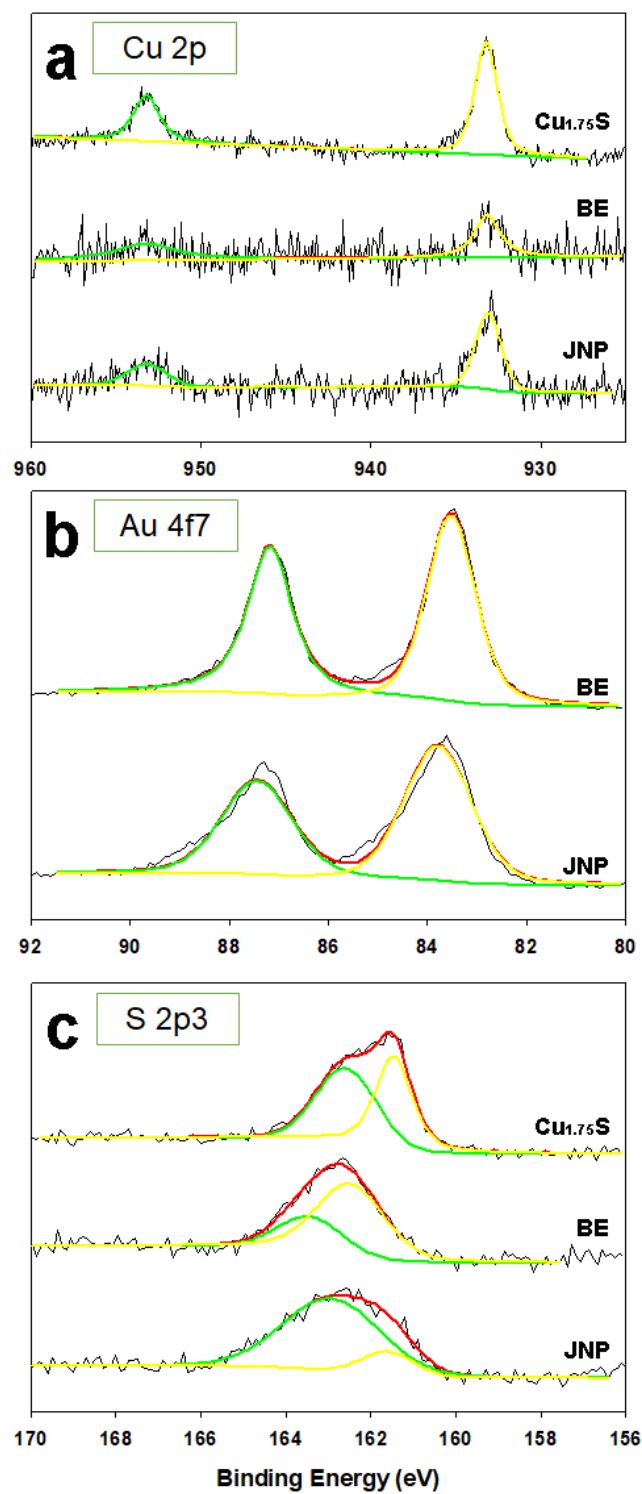 a
Cu 2p
Cu1.75S
BE
JNP
960 950 940 930
b
Au 4f7
BE
JNP
92 90 88 86 84 82 80
c
S 2p3
Cu1.75S
BE
JNP
170 168 166 164 162 160 158 156
Binding Energy (eV)